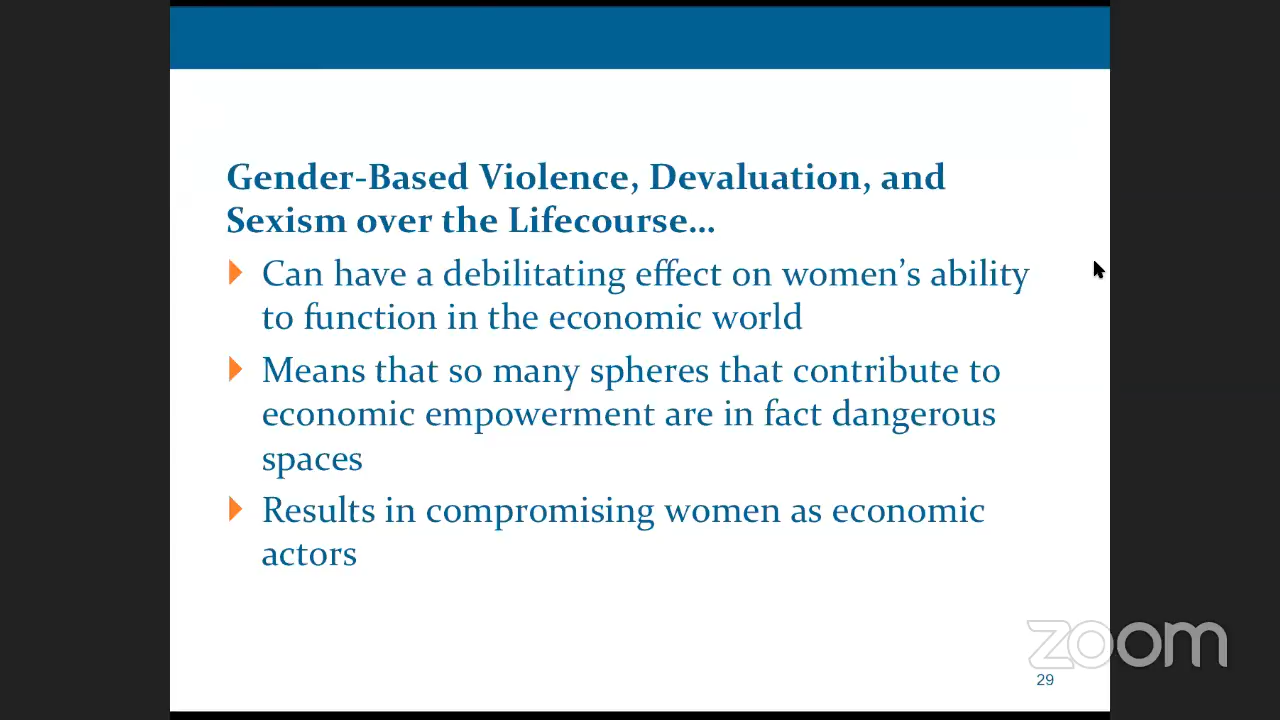 Gender-Based Violence, Devaluation, and
Sexism over the Lifecourse...
Can have a debilitating effect on women's ability
to function in the economic world
Means that so many spheres that contribute to
economic empowerment are in fact dangerous
spaces
Results in compromising women as economic
actors
zoom
29